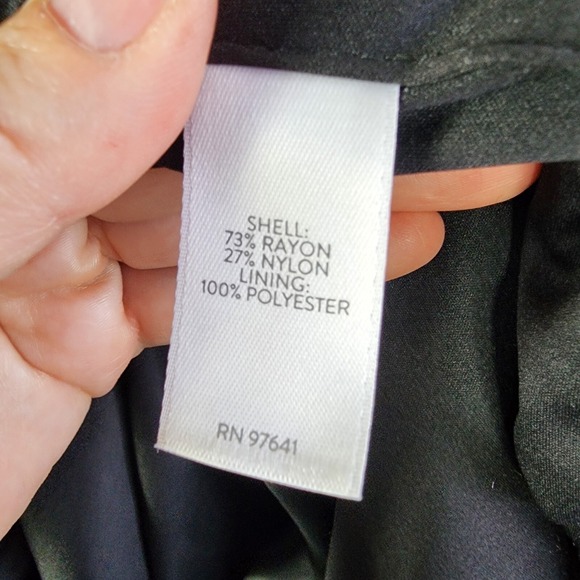 SHELL:
73% RAYON
27% NYLON
LINING:
100% POLYESTER
RN 97641